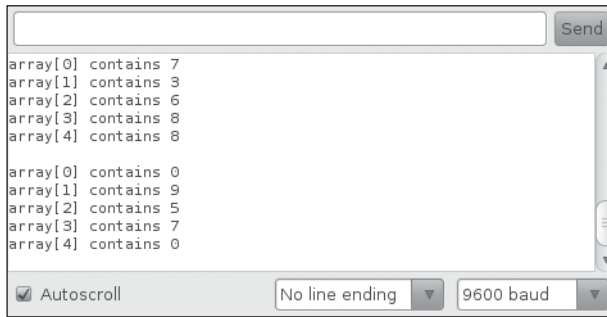 Send
array[0] contains 7
array[1] contains 3
array[2] contains 6
array[3] contains 8
array[4] contains 8
array[0] contains 0
array[1] contains 9
array[2] contains 5
array[3] contains 7
array[4] contains 0
Autoscroll
No line ending
9600 baud